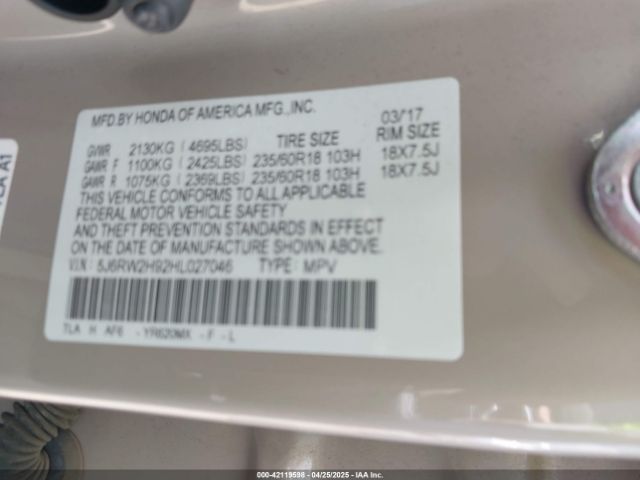 MFD.BY HONDA OF AMERICA MFG.,INC. 03/17
TIRE SIZE RIM SIZE
GVWR 2130KG (4695LBS)
GAWR F 1100KG (2425LBS) 235/60R18 103H 18X7.5J
GAWR R 1075KG (2369LBS) 235/60R18 103H 18X7.5J
THIS VEHICLE CONFORMS TO ALL APPLICABLE
FEDERAL MOTOR VEHICLE SAFETY
AND THEFT PREVENTION STANDARDS IN EFFECT
ON THE DATE OF MANUFACTURE SHOWN ABOVE.
V.I.N: 5J6RW2H92HL027046 TYPE: MPV
TLA H AF6 - YR620MX - F - L
000-42119598 - 04/25/2025 - IAA Inc.